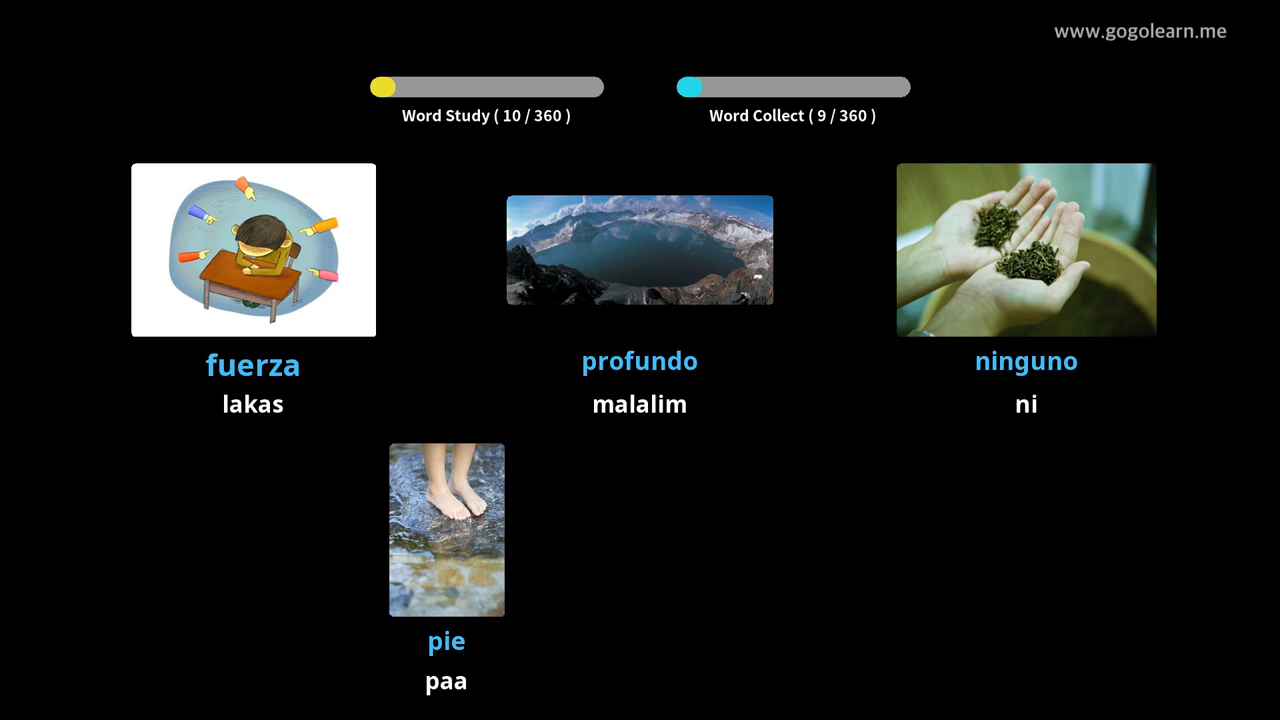 www.gogolearn.me
Word Study ( 10 / 360 )
Word Collect ( 9 / 360 )
fuerza
lakas
profundo
malalim
ninguno
ni
pie
paa